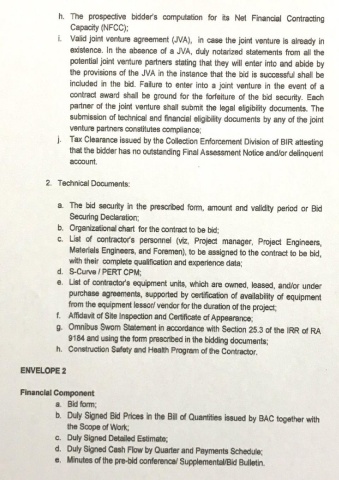 h. The prospective bidder's computation for its Net Financial Contracting
Capacity (NFCC);
i. Valid joint venture agreement (JVA), in case the joint venture is already in
existence. In the absence of a JVA, duly notarized statements from all the
potential joint venture partners stating that they will enter into and abide by
the provisions of the JVA in the instance that the bid is successful shall be
included in the bid. Failure to enter into a joint venture in the event of a
contract award shall be ground for the forfeiture of the bid security. Each
partner of the joint venture shall submit the legal eligibility documents. The
submission of technical and financial eligibility documents by any of the joint
venture partners constitutes compliance;
j. Tax Clearance issued by the Collection Enforcement Division of BIR attesting
that the bidder has no outstanding Final Assessment Notice and/or delinquent
account.
2. Technical Documents:
a. The bid security in the prescribed form, amount and validity period or Bid
Securing Declaration;
b. Organizational chart for the contract to be bid;
c. List of contractor's personnel (viz, Project manager, Project Engineers,
Materials Engineers, and Foremen), to be assigned to the contract to be bid,
with their complete qualification and experience data;
d. S-Curve / PERT CPM;
e. List of contractor's equipment units, which are owned, leased, and/or under
purchase agreements, supported by certification of availability of equipment
from the equipment lessor/ vendor for the duration of the project;
f. Affidavit of Site Inspection and Certificate of Appearance;
g. Omnibus Sworn Statement in accordance with Section 25.3 of the IRR of RA
9184 and using the form prescribed in the bidding documents;
h. Construction Safety and Health Program of the Contractor.
ENVELOPE 2
Financial Component
a. Bid form;
b. Duly Signed Bid Prices in the Bill of Quantities issued by BAC together with
the Scope of Work;
c. Duly Signed Detailed Estimate;
d. Duly Signed Cash Flow by Quarter and Payments Schedule;
e. Minutes of the pre-bid conference/ Supplemental/Bid Bulletin.